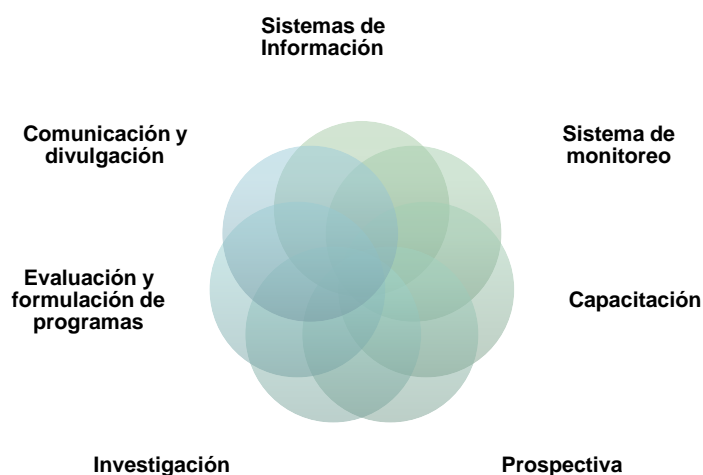 Sistemas de
Información
Comunicación y
divulgación
Sistema de
monitoreo
Evaluación y
formulación de
programas
Capacitación
Investigación
Prospectiva